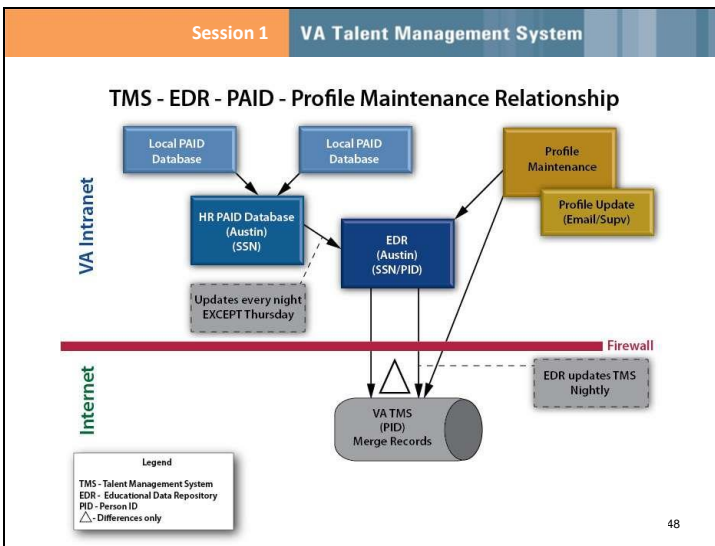 Session 1
VA Talent Management System
TMS - EDR - PAID - Profile Maintenance Relationship
VA Intranet
Local PAID
Database
Local PAID
Database
Profile
Maintenance
Profile Update
(Email/Supv)
HR PAID Database
(Austin)
(SSN)
EDR
(Austin)
(SSN/PID)
Updates every night
EXCEPT Thursday
Firewall
Internet
EDR updates TMS
Nightly
VA TMS
(PID)
Merge Records
Legend
TMS - Talent Management System
EDR - Educational Data Repository
PID - Person ID
△ - Differences only
48